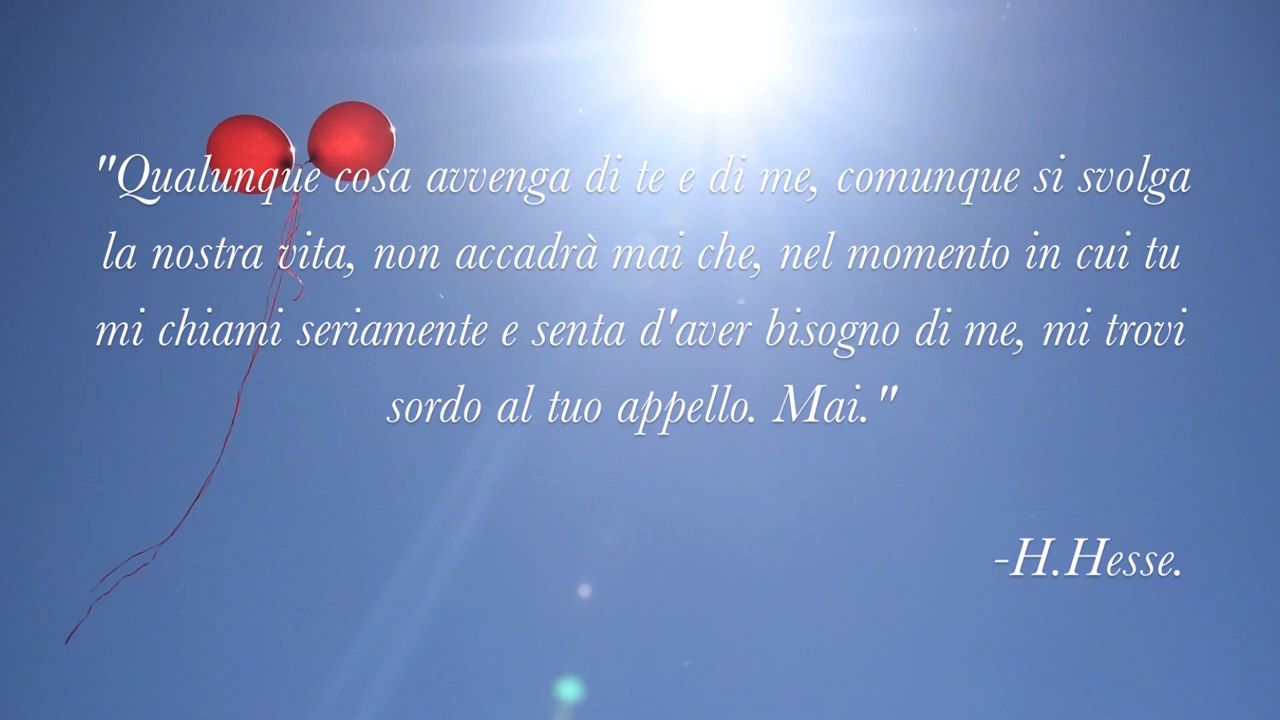 "Qualunque cosa avvenga di te e di me, comunque si svolga
la nostra vita, non accadrà mai che, nel momento in cui tu
mi chiami seriamente e senta d'aver bisogno di me, mi trovi
sordo al tuo appello. Mai."
-H.Hesse.